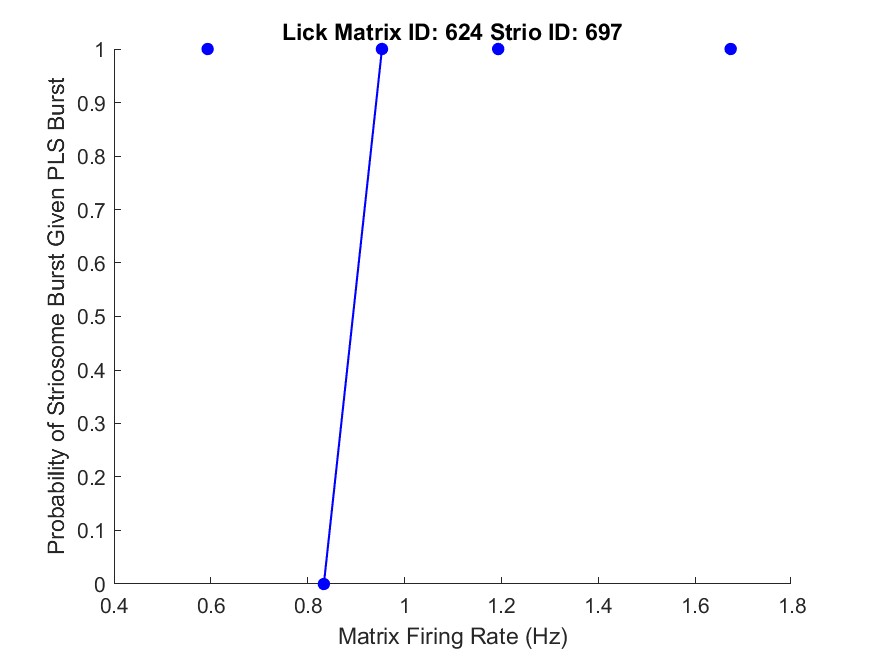 Lick Matrix ID: 624 Strio ID: 697
Probability of Striosome Burst Given PLS Burst
1
0.9
0.8
0.7
0.6
0.5
0.4
0.3
0.2
0.1
0
0.4 0.6 0.8 1 1.2 1.4 1.6 1.8
Matrix Firing Rate (Hz)